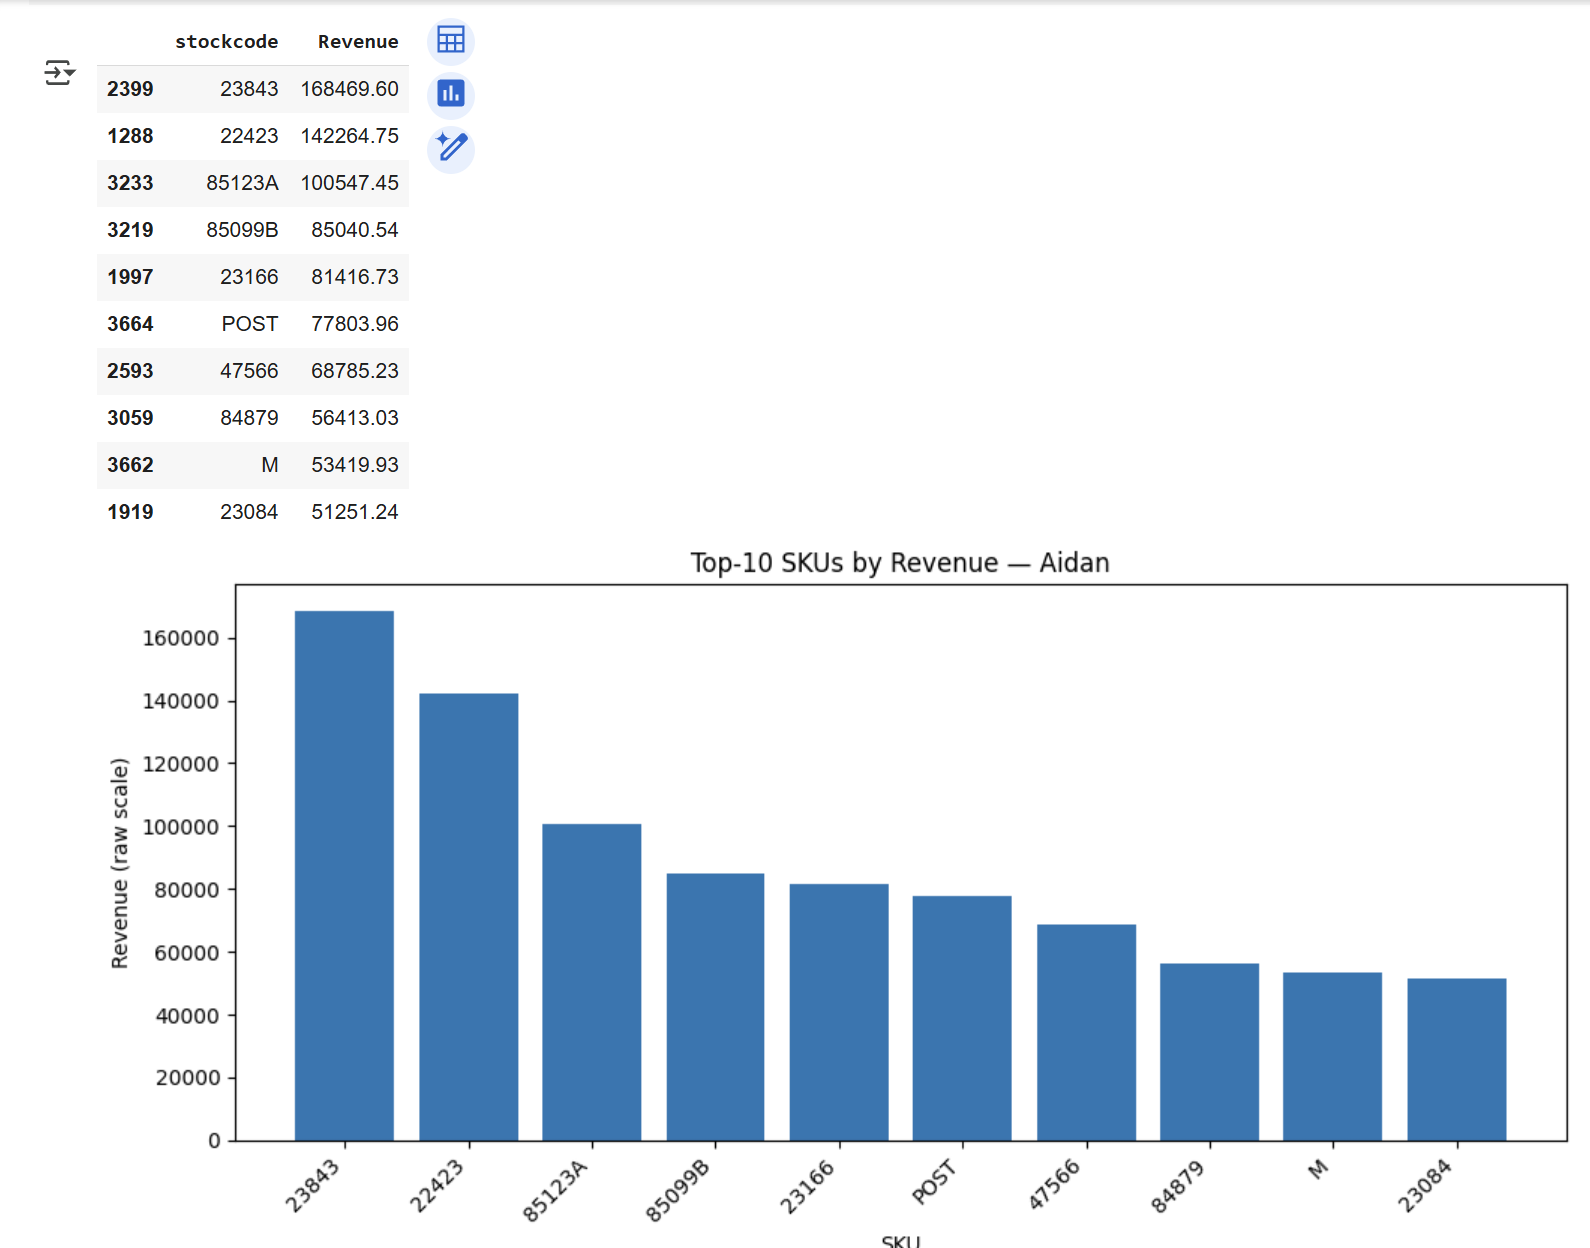 stockcode Revenue
2399 23843 168469.60
1288 22423 142264.75
3233 85123A 100547.45
3219 85099B 85040.54
1997 23166 81416.73
3664 POST 77803.96
2593 47566 68785.23
3059 84879 56413.03
3662 M 53419.93
1919 23084 51251.24
Top-10 SKUs by Revenue — Aidan
Revenue (raw scale)
160000
140000
120000
100000
80000
60000
40000
20000
0
23843 22423 85123A 85099B 23166 POST 47566 84879 M 23084
SKU